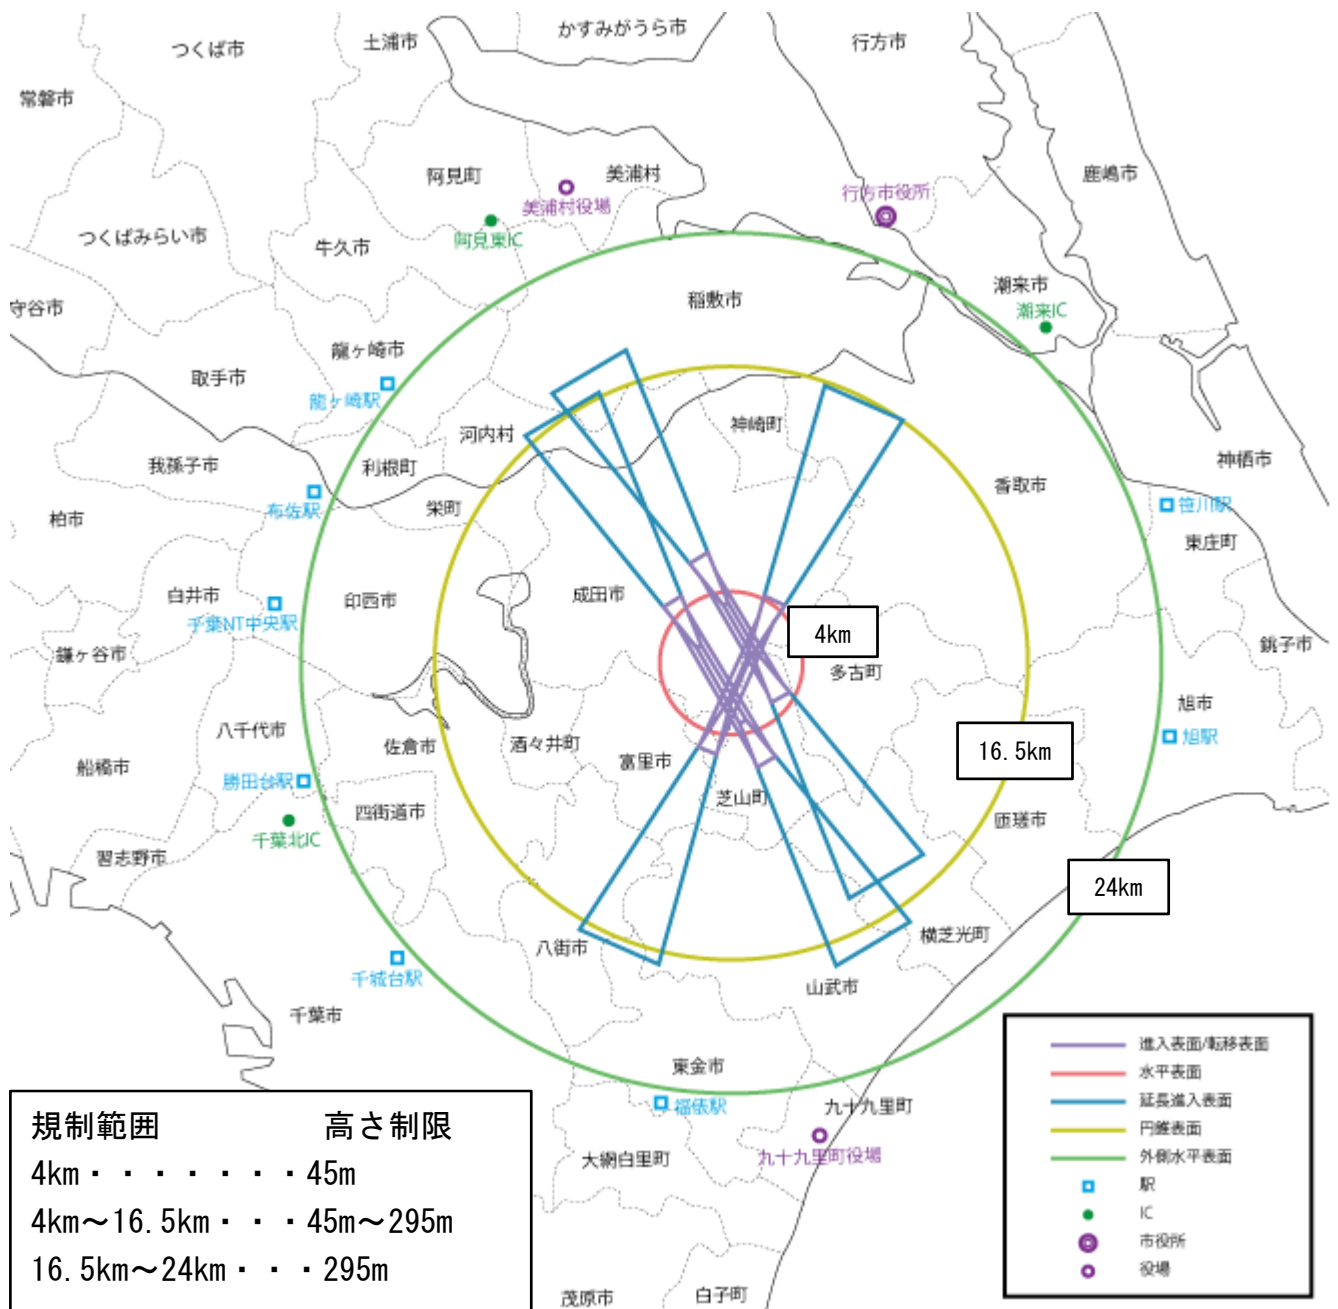 かすみがうら市
土浦市
行方市
つくば市
常磐市
鹿嶋市
阿見町
美浦村
行方市役所
美浦村役場
つくばみらい市
阿見東IC
牛久市
潮来市
稲敷市
守谷市
潮来IC
龍ヶ崎市
取手市
龍ヶ崎駅
神崎町
河内村
神栖市
我孫子市
利根町
香取市
栄町
笹川駅
布佐駅
柏市
東庄町
成田市
白井市
印西市
千葉NT中央駅
4km
銚子市
鎌ヶ谷市
多古町
旭市
八千代市
佐倉市
酒々井町
旭駅
16.5km
富里市
船橋市
勝田台駅
芝山町
四街道市
匝瑳市
千葉北IC
習志野市
24km
横芝光町
八街市
千城台駅
山武市
千葉市
東金市
福俵駅
九十九里町
九十九里町役場
大網白里町
茂原市
白子町
規制範囲 高さ制限
4km・・・・・・・45m
4km～16.5km・・・45m～295m
16.5km～24km・・・295m
進入表面/転移表面
水平表面
延長進入表面
円錐表面
外側水平表面
駅
IC
市役所
役場